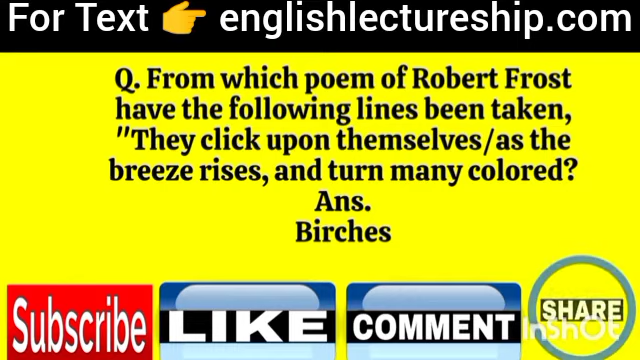 For Text 👉 englishlectureship.com
Q. From which poem of Robert Frost
have the following lines been taken,
"They click upon themselves/as the
breeze rises, and turn many colored?
Ans.
Birches
Subscribe LIKE COMMENT SHARE
InShOt